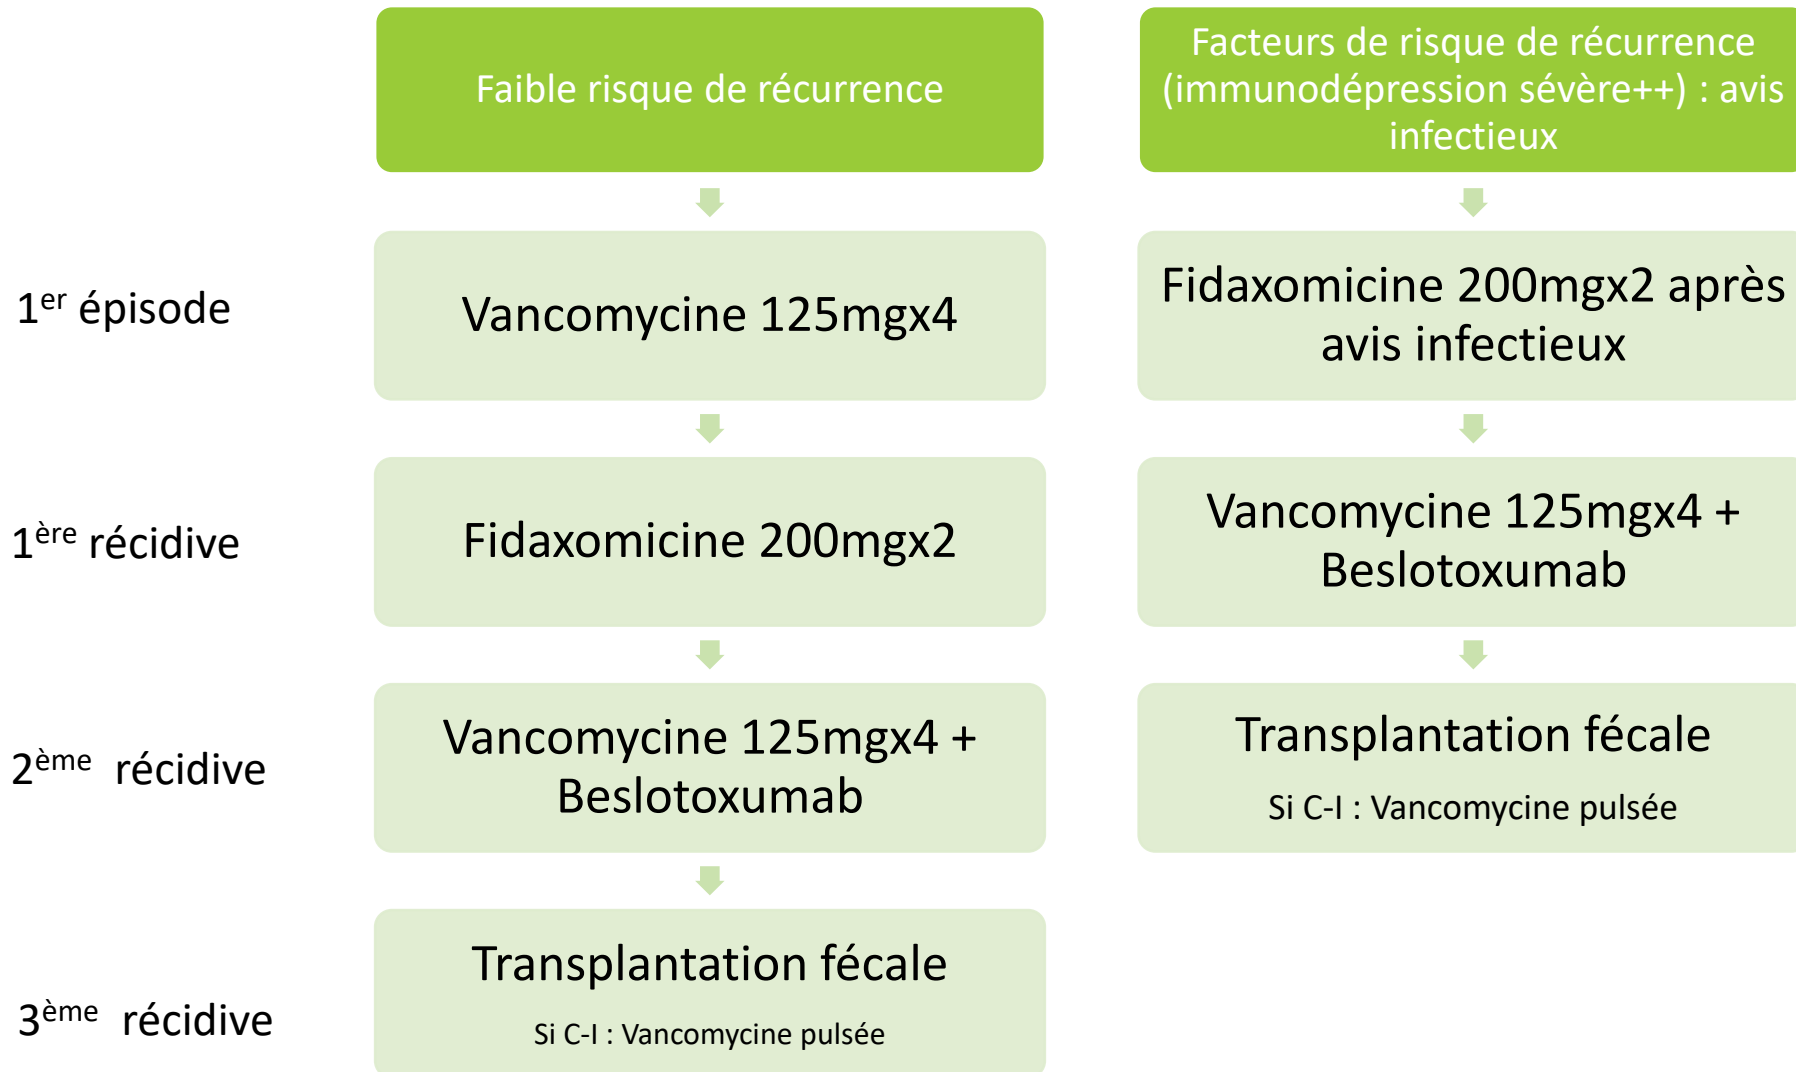 Faible risque de récurrence
Facteurs de risque de récurrence
(immunodépression sévère++) : avis
infectieux
1er épisode
Vancomycine 125mgx4
Fidaxomicine 200mgx2 après
avis infectieux
1ère récidive
Fidaxomicine 200mgx2
Vancomycine 125mgx4 +
Beslotoxumab
2ème récidive
Vancomycine 125mgx4 +
Beslotoxumab
Transplantation fécale
Si C-I : Vancomycine pulsée
3ème récidive
Transplantation fécale
Si C-I : Vancomycine pulsée